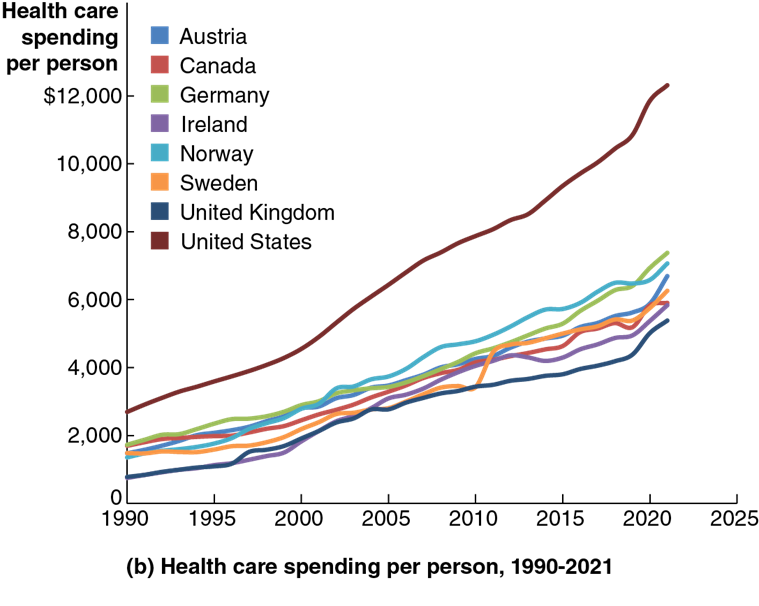 Health care
spending
per person
Austria
Canada
Germany
Ireland
Norway
Sweden
United Kingdom
United States
$12,000
10,000
8,000
6,000
4,000
2,000
0
1990 1995 2000 2005 2010 2015 2020 2025
(b) Health care spending per person, 1990-2021